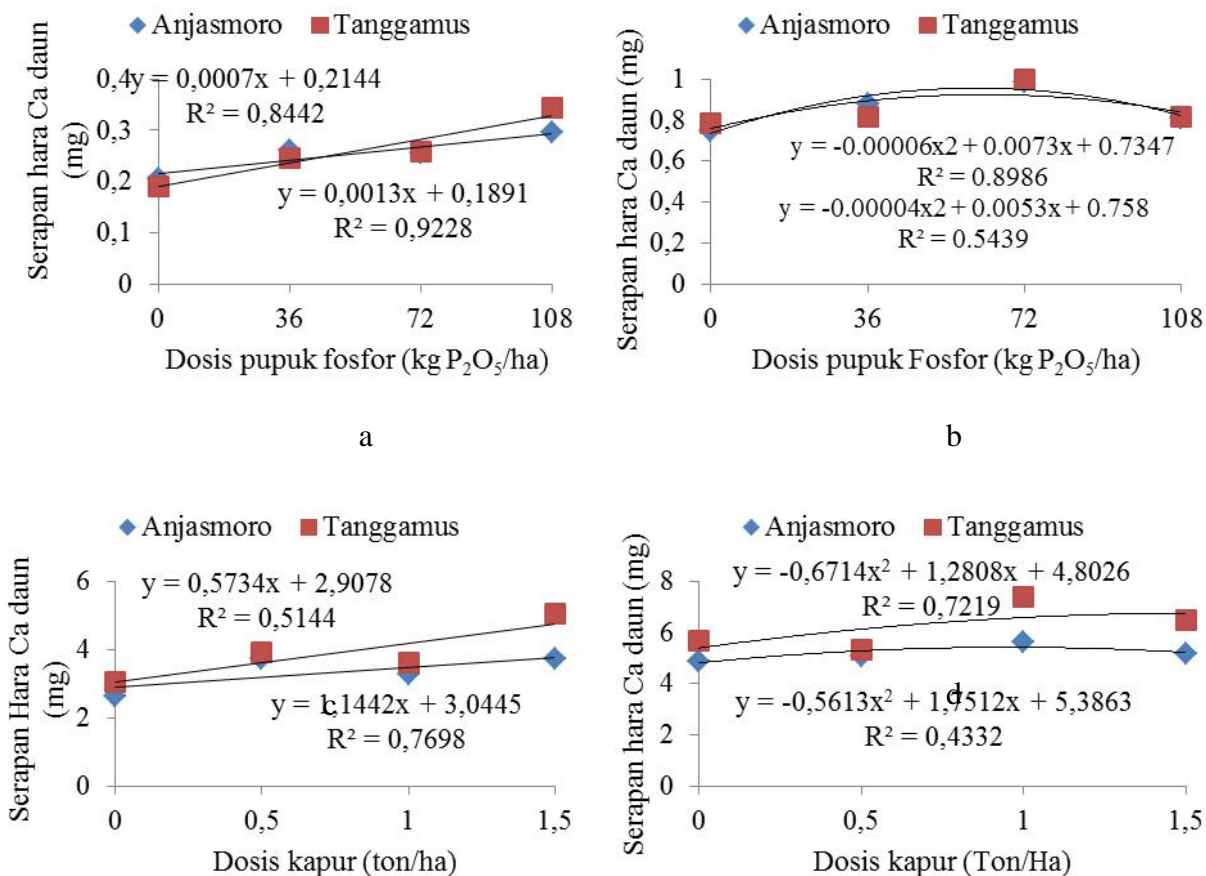 Anjasmoro Tanggamus
Serapan hara Ca daun
(mg)
0,4
0,3
0,2
0,1
0
y = 0,0007x + 0,2144
R² = 0,8442
y = 0,0013x + 0,1891
R² = 0,9228
0 36 72 108
Dosis pupuk fosfor (kg P₂O₅/ha)
a
Anjasmoro Tanggamus
Serapan hara Ca daun (mg)
1
0,8
0,6
0,4
0,2
0
y = -0.00006x2 + 0.0073x + 0.7347
R² = 0.8986
y = -0.00004x2 + 0.0053x + 0.758
R² = 0.5439
0 36 72 108
Dosis pupuk Fosfor (kg P₂O₅/ha)
b
Anjasmoro Tanggamus
Serapan Hara Ca daun
(mg)
6
4
2
0
y = 0,5734x + 2,9078
R² = 0,5144
y = 1,1442x + 3,0445
R² = 0,7698
c
0 0,5 1 1,5
Dosis kapur (ton/ha)
Anjasmoro Tanggamus
Serapan hara Ca daun (mg)
8
6
4
2
0
y = -0,6714x² + 1,2808x + 4,8026
R² = 0,7219
y = -0,5613x² + 1,7512x + 5,3863
R² = 0,4332
d
0 0,5 1 1,5
Dosis kapur (Ton/Ha)